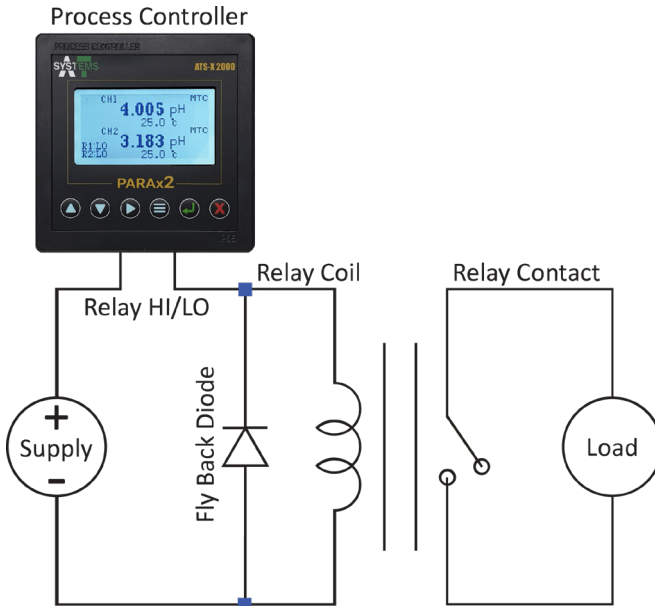 Process Controller
PROCESS CONTROLLER
AT
SYSTEMS
ATS-X 2000
CH1
MTC
4.005 pH
25.0 ℃
CH2
MTC
R1:LO
3.183 pH
R2:LO
25.0 ℃
PARAx2
Relay HI/LO
Relay Coil
Relay Contact
Fly Back Diode
+
Supply
-
Load